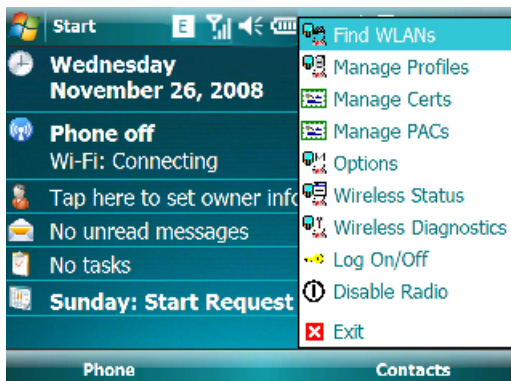 Start E
Wednesday
November 26, 2008
Phone off
Wi-Fi: Connecting
Tap here to set owner info
No unread messages
No tasks
Sunday: Start Request
Phone
Contacts
Find WLANs
Manage Profiles
Manage Certs
Manage PACs
Options
Wireless Status
Wireless Diagnostics
Log On/Off
Disable Radio
Exit